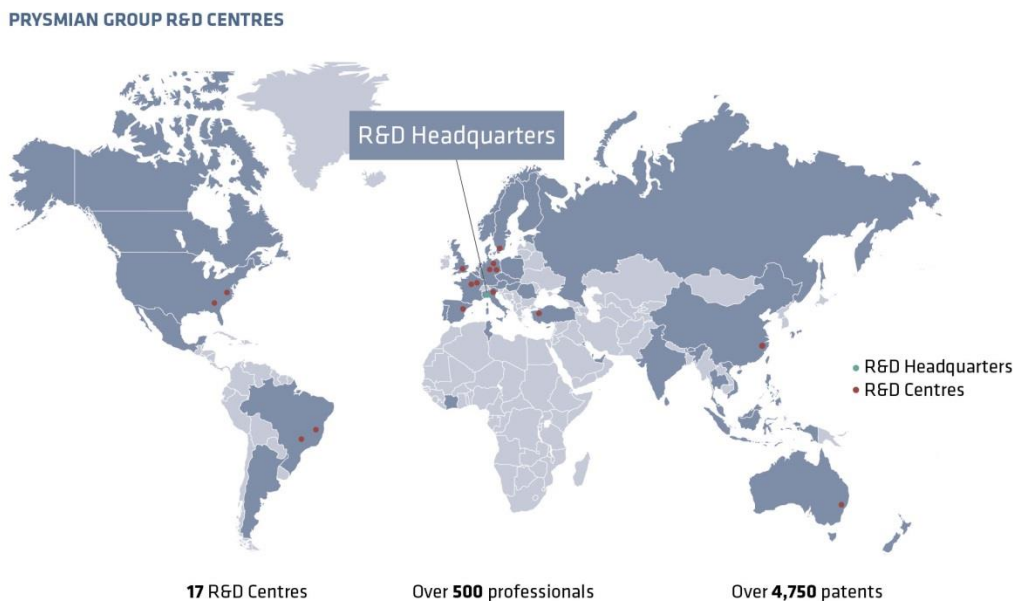 PRYSMIAN GROUP R&D CENTRES
R&D Headquarters
R&D Headquarters
R&D Centres
17 R&D Centres
Over 500 professionals
Over 4,750 patents